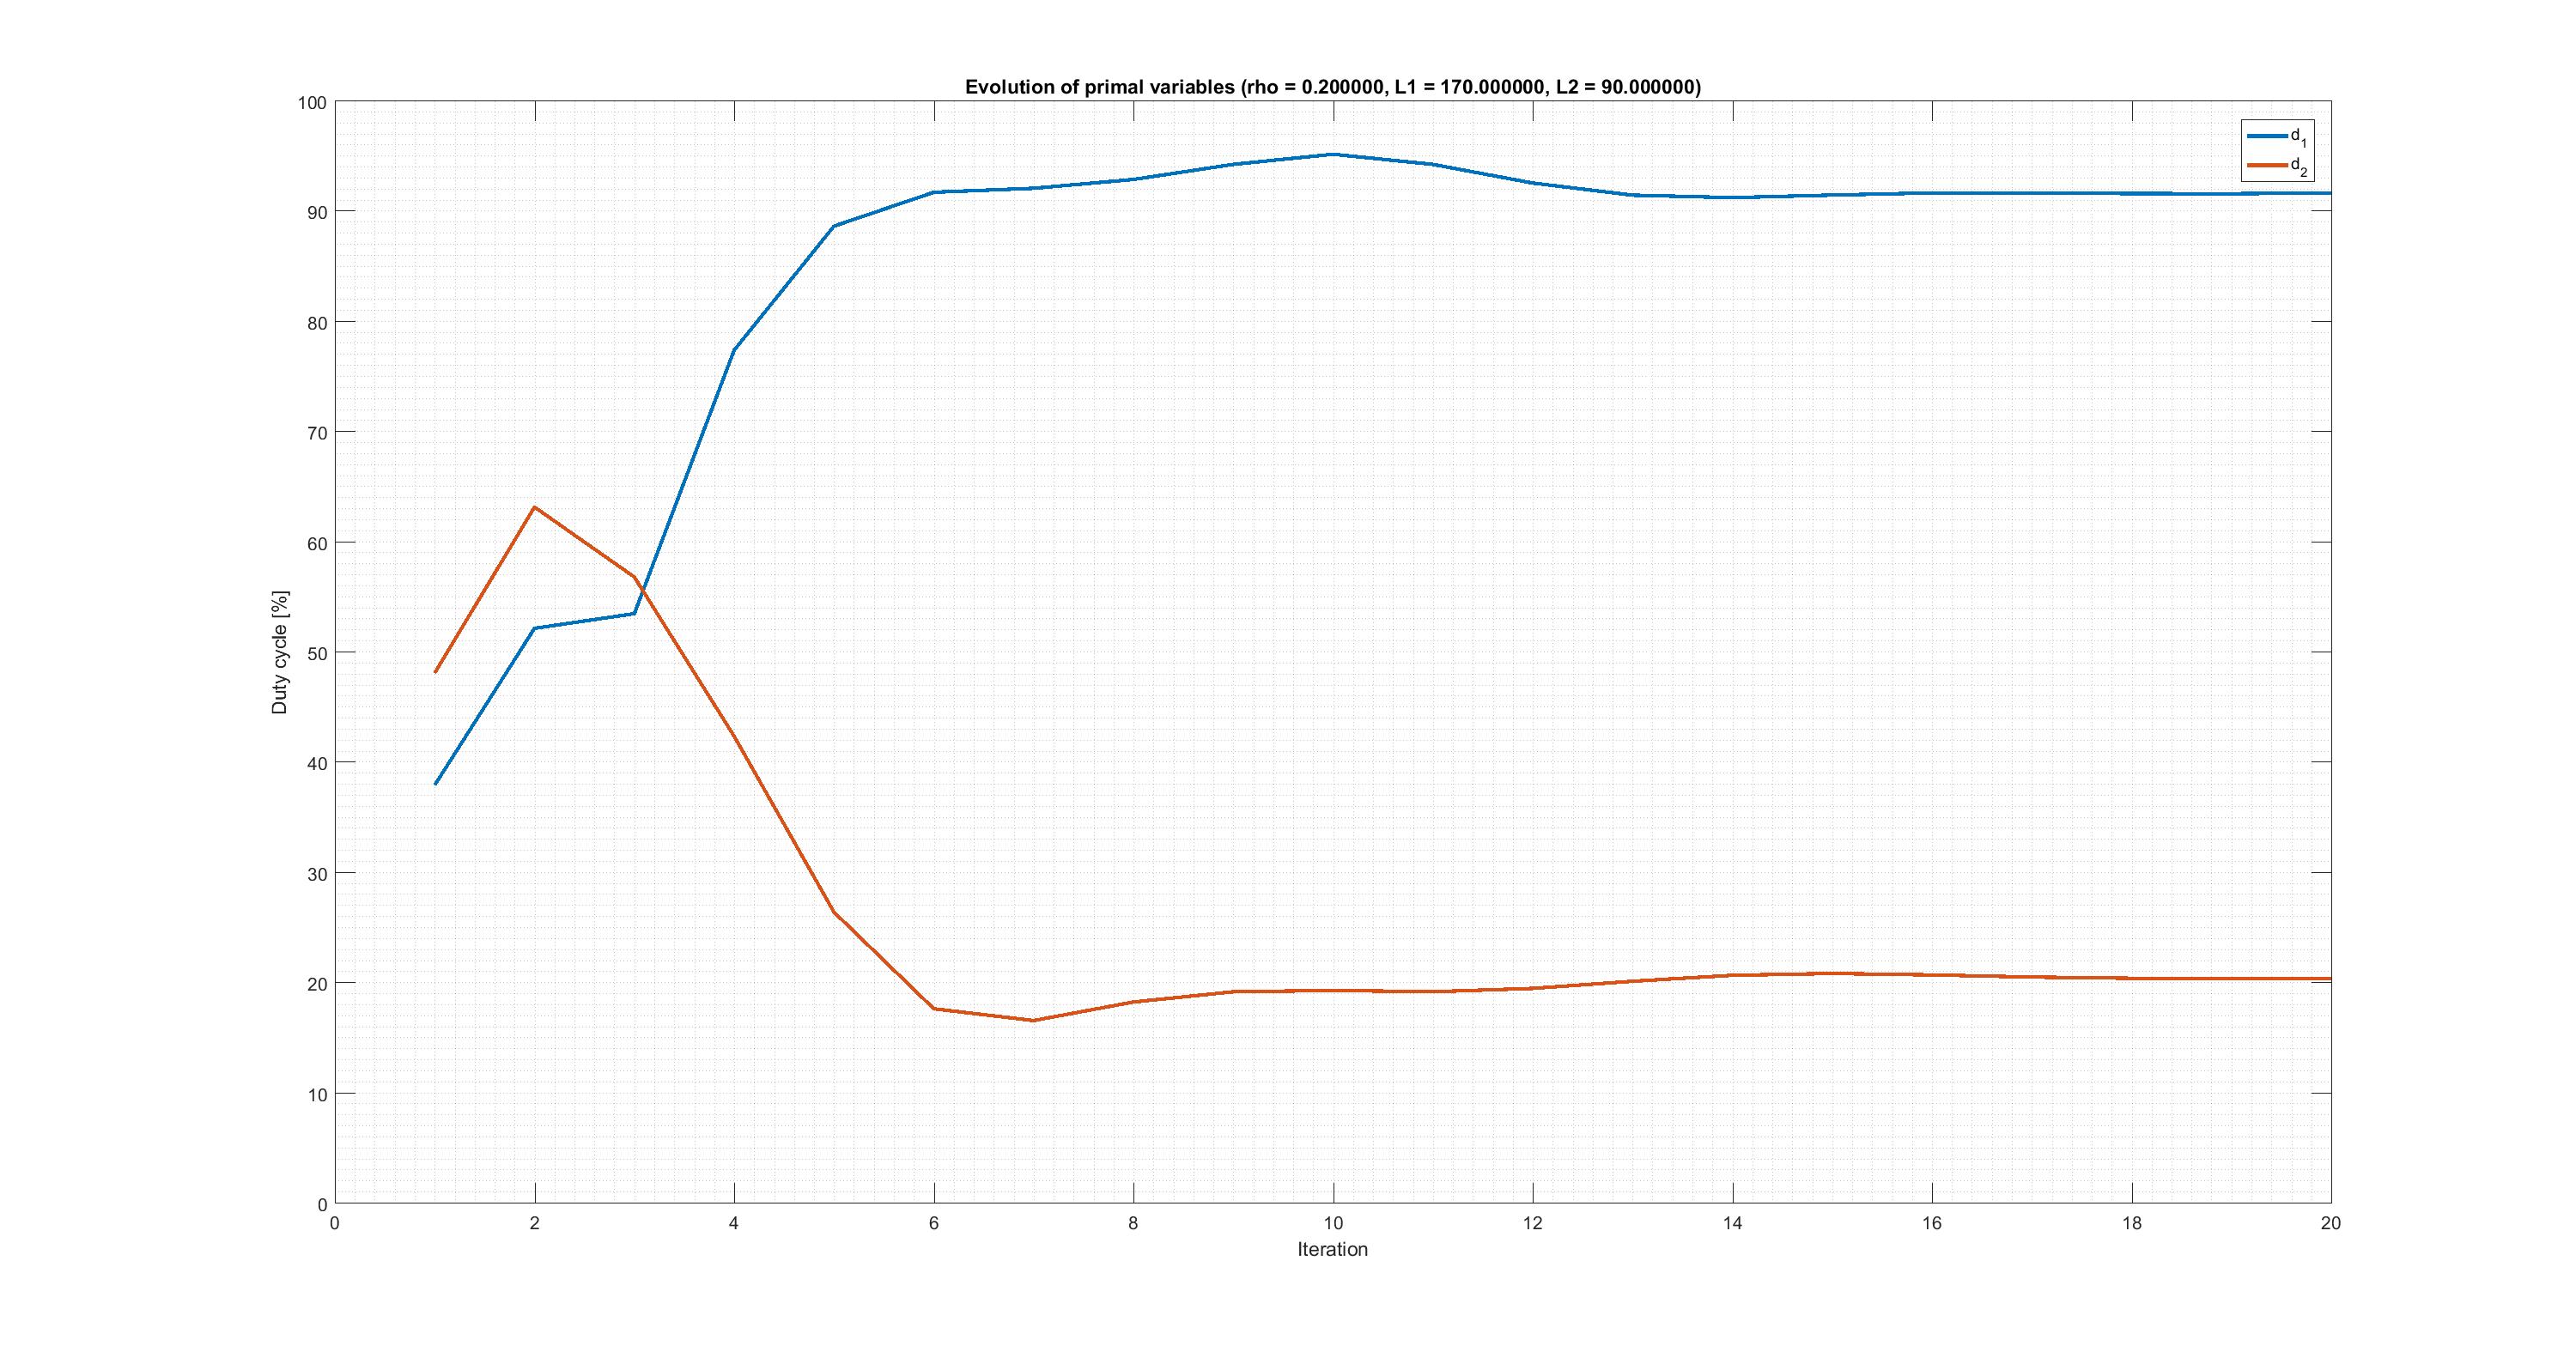 Evolution of primal variables (rho = 0.200000, L1 = 170.000000, L2 = 90.000000)
100
90
80
70
60
50
40
30
20
10
0
Duty cycle [%]
d1
d2
0 2 4 6 8 10 12 14 16 18 20
Iteration